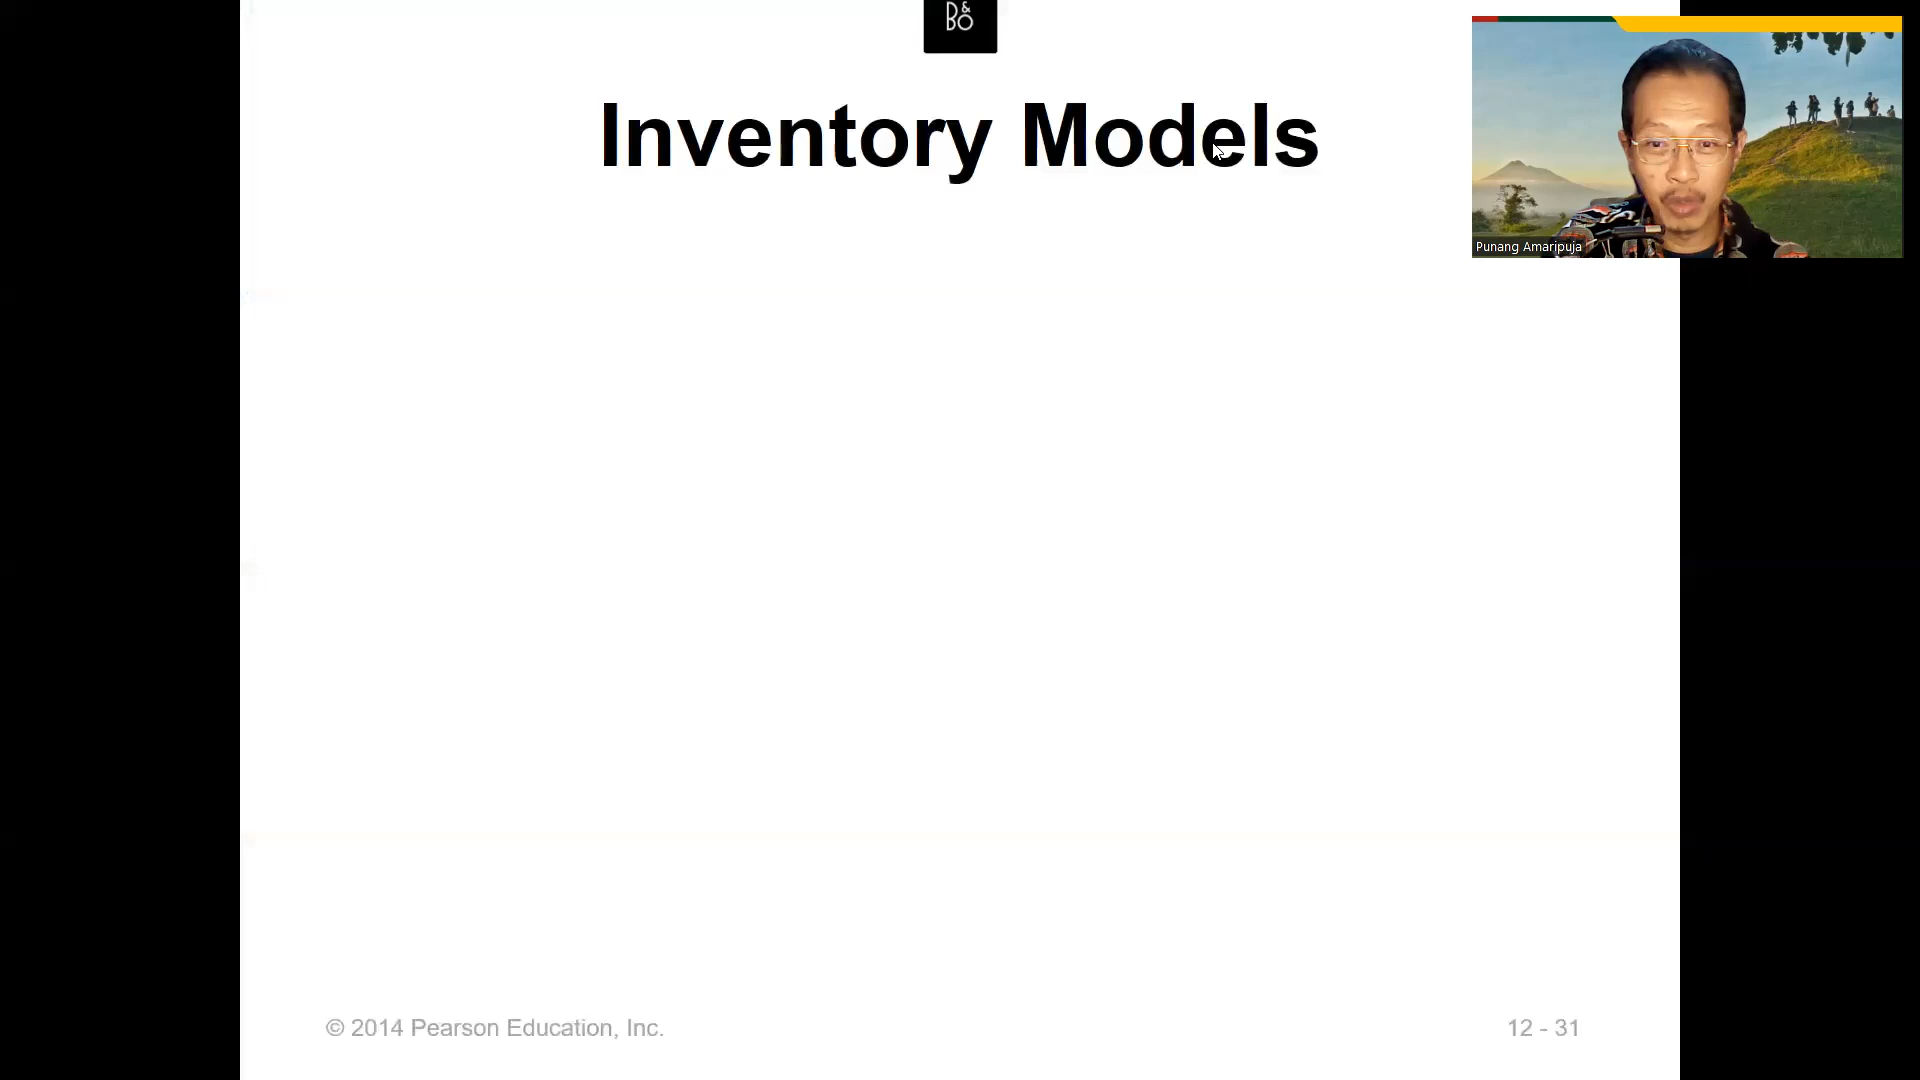 B&O
Inventory Models
Punang Amaripuja
© 2014 Pearson Education, Inc.
12 - 31